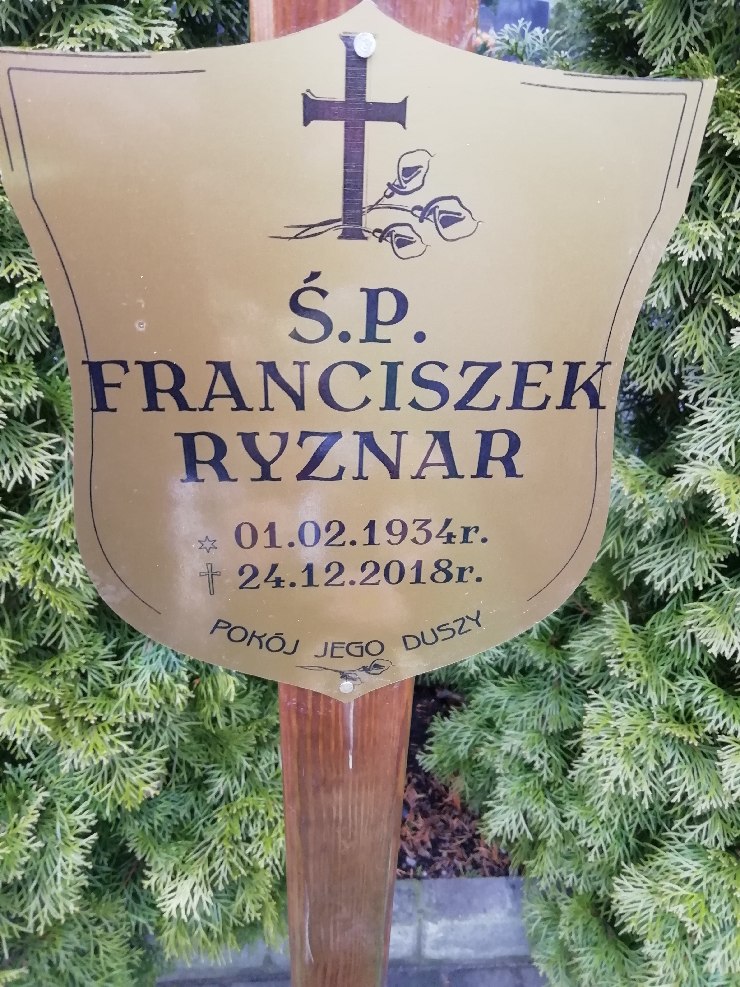 Ś.P.
FRANCISZEK
RYZNAR
01.02.1934r.
24.12.2018r.
POKÓJ JEGO DUSZY